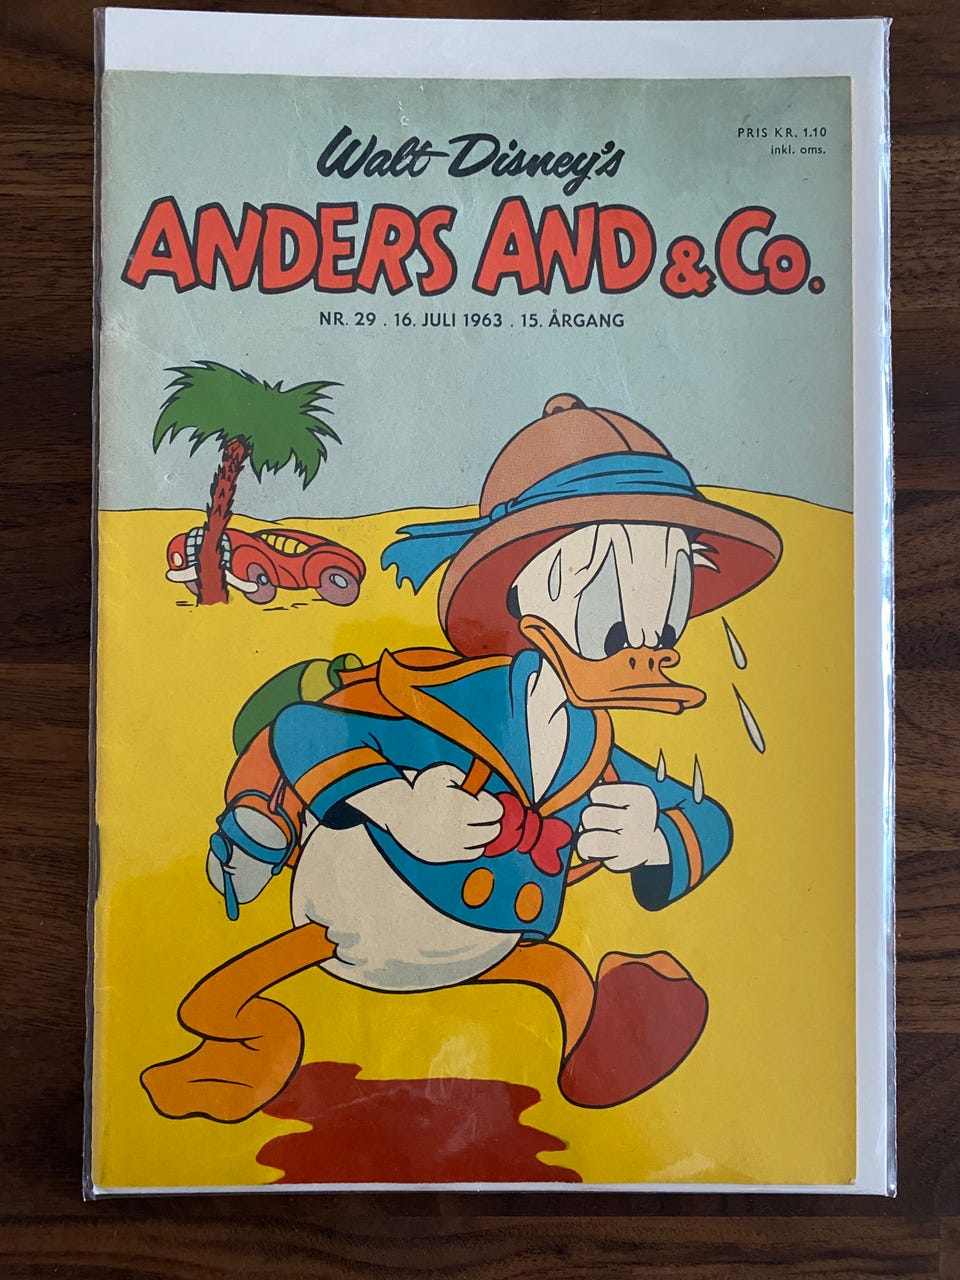 PRIS KR. 1.10
inkl. oms.
Walt Disney's
ANDERS AND & Co.
NR. 29 . 16. JULI 1963 . 15. ÅRGANG